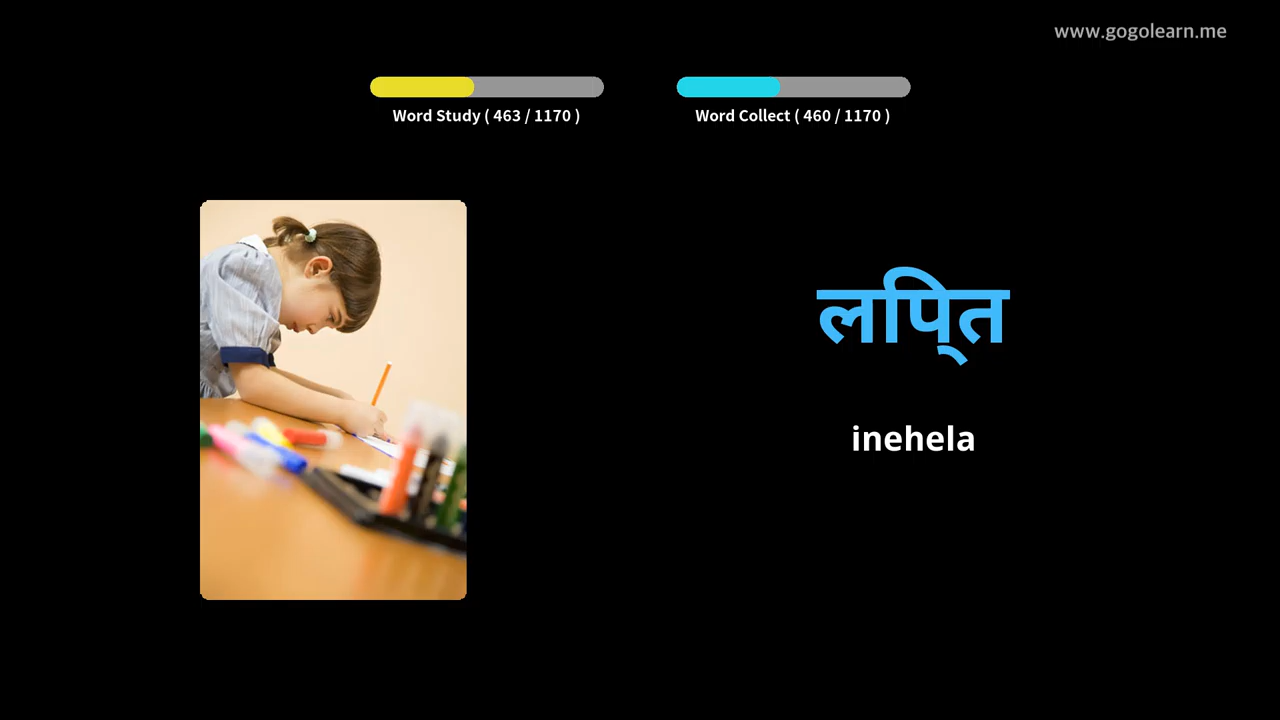 www.gogolearn.me
Word Study ( 463 / 1170 )
Word Collect ( 460 / 1170 )
लपि्त
inehela